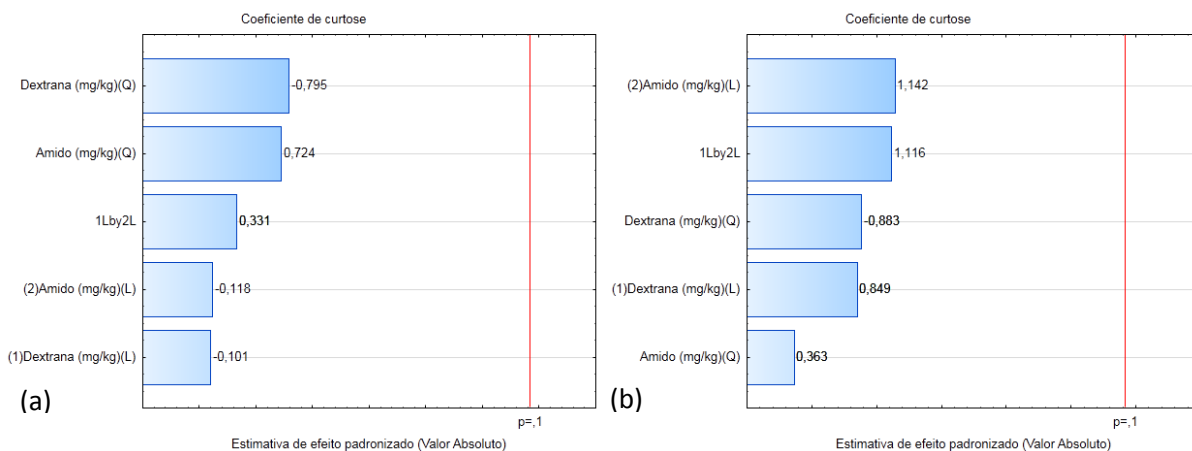 Coeficiente de curtose
Dextrana (mg/kg)(Q)
-0,795
Amido (mg/kg)(Q)
0,724
1Lby2L
0,331
(2)Amido (mg/kg)(L)
-0,118
(1)Dextrana (mg/kg)(L)
-0,101
(a)
p=,1
Estimativa de efeito padronizado (Valor Absoluto)
Coeficiente de curtose
(2)Amido (mg/kg)(L)
1,142
1Lby2L
1,116
Dextrana (mg/kg)(Q)
-0,883
(1)Dextrana (mg/kg)(L)
0,849
Amido (mg/kg)(Q)
0,363
(b)
p=,1
Estimativa de efeito padronizado (Valor Absoluto)